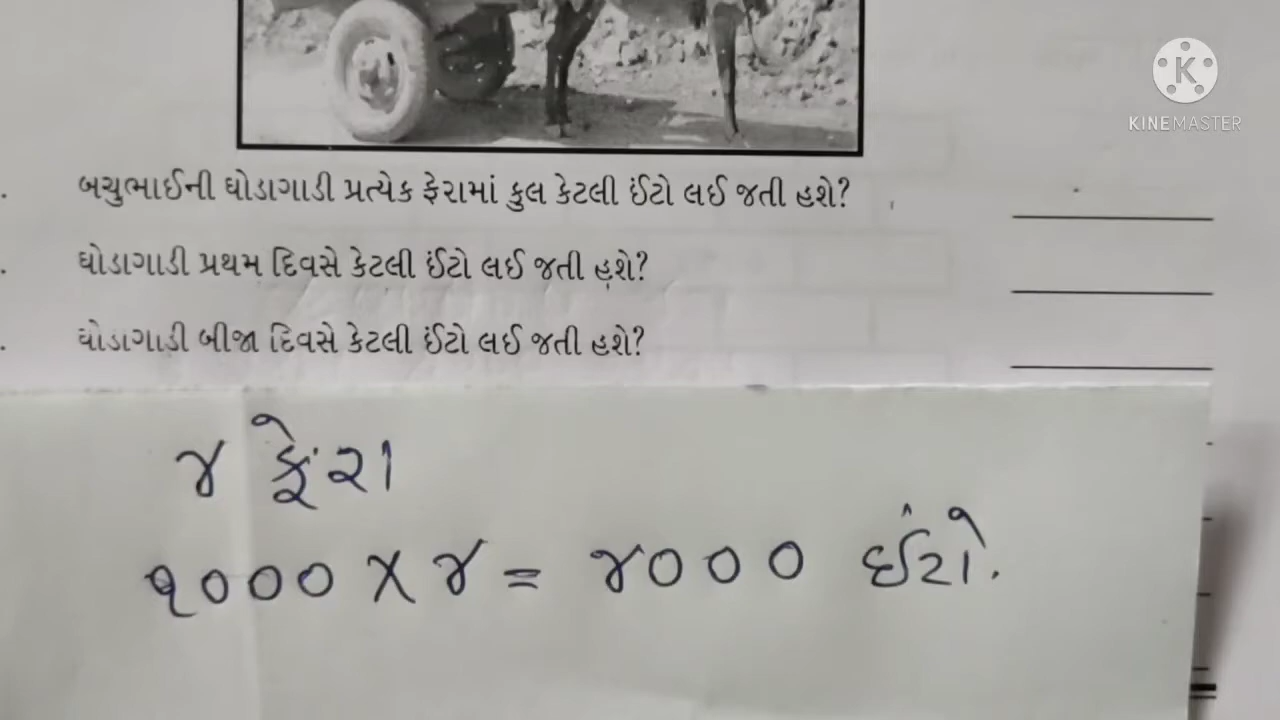 KINEMASTER
. બચુભાઈની ઘોડાગાડી પ્રત્યેક ફેરામાં કુલ કેટલી ઈંટો લઈ જતી હશે?
. ઘોડાગાડી પ્રથમ દિવસે કેટલી ઈંટો લઈ જતી હશે?
. ઘોડાગાડી બીજા દિવસે કેટલી ઈંટો લઈ જતી હશે?
૪ ફેરા
૧૦૦૦ X ૪ = ૪૦૦૦ ઈંટો.